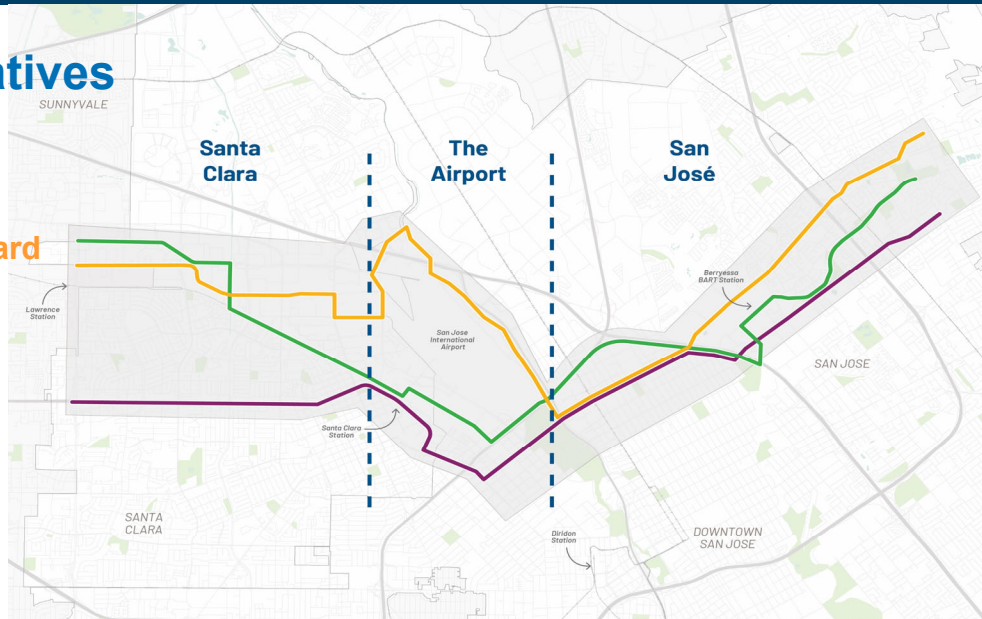 atives
SUNNYVALE
Santa
Clara
The
Airport
San
José
ard
Lawrence
Station
Berryessa
BART Station
San Jose
International
Airport
SAN JOSE
Santa Clara
Station
SANTA
CLARA
Diridon
Station
DOWNTOWN
SAN JOSE